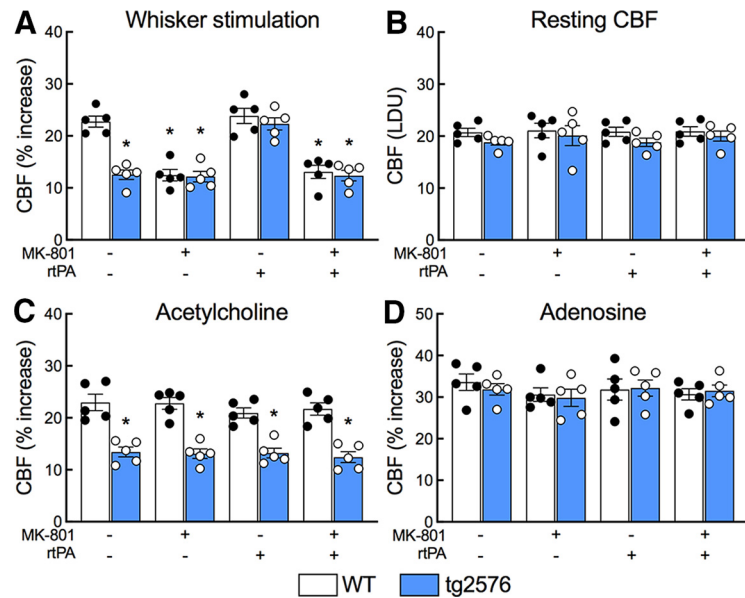 A Whisker stimulation
CBF (% increase)
40
30
20
10
0
* * * * *
MK-801 - + - +
rtPA - - + +
B Resting CBF
CBF (LDU)
40
30
20
10
0
MK-801 - + - +
rtPA - - + +
C Acetylcholine
CBF (% increase)
40
30
20
10
0
* * * *
MK-801 - + - +
rtPA - - + +
D Adenosine
CBF (% increase)
50
40
30
20
10
0
MK-801 - + - +
rtPA - - + +
WT tg2576